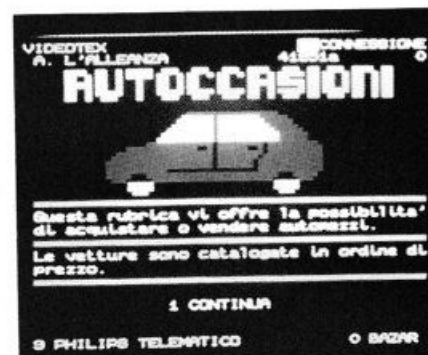 VIDEOTEX CONNESSIONE
A. L'ALLEANZA 0
AUTOCCASIONI
Questa rubrica vi offre la possibilita'
di acquistare o vendere automezzi.
Le vetture sono catalogate in ordine di
prezzo.
1 CONTINUA
9 PHILIPS TELEMATICO 0 BAZAR